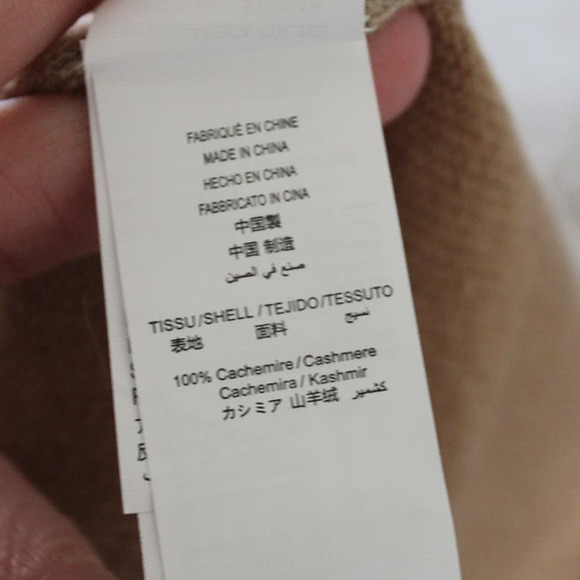 FABRIQUÉ EN CHINE
MADE IN CHINA
HECHO EN CHINA
FABBRICATO IN CINA
中国製
中国 制造
صنع في الصين
TISSU/SHELL/TEJIDO/TESSUTO
表地 面料 نسيج
100% Cachemire/Cashmere
Cachemira/Kashmir
カシミア 山羊绒 كشمير